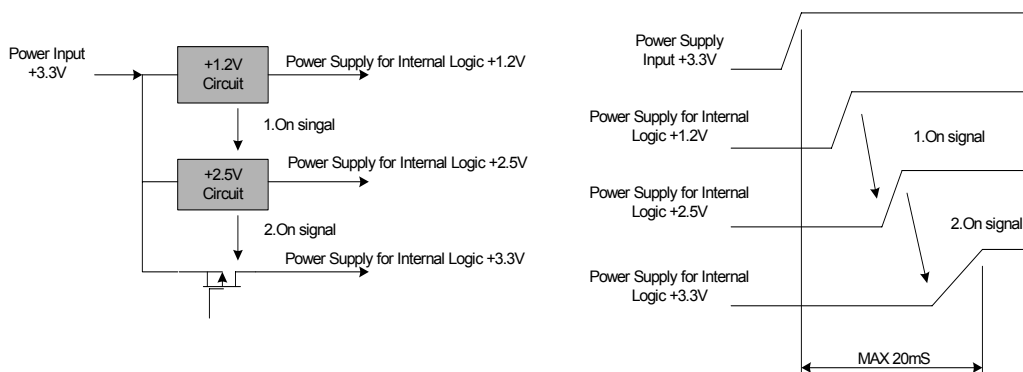 Power Input
+3.3V
+1.2V
Circuit
Power Supply for Internal Logic +1.2V
1.On singal
+2.5V
Circuit
Power Supply for Internal Logic +2.5V
2.On signal
Power Supply for Internal Logic +3.3V
Power Supply
Input +3.3V
Power Supply for Internal
Logic +1.2V
1.On signal
Power Supply for Internal
Logic +2.5V
2.On signal
Power Supply for Internal
Logic +3.3V
MAX 20mS